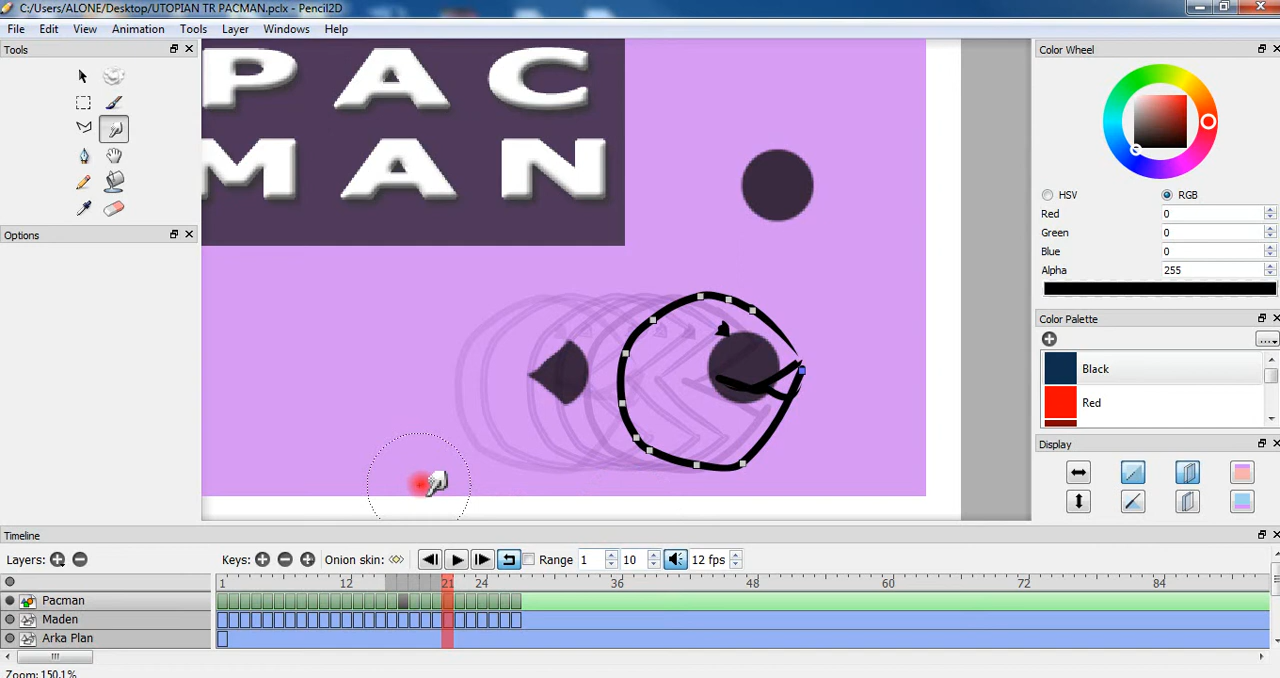 C:/Users/ALONE/Desktop/UTOPIAN TR PACMAN.pclx - Pencil2D
File Edit View Animation Tools Layer Windows Help
Tools
Color Wheel
PAC
MAN
HSV RGB
Red 0
Options
Green 0
Blue 0
Alpha 255
Color Palette
....
Black
Red
Display
Timeline
Layers: Keys: Onion skin: Range 1 10 12 fps
1 12 21 24 36 48 60 72 84
Pacman
Maden
Arka Plan
Zoom: 150.1%